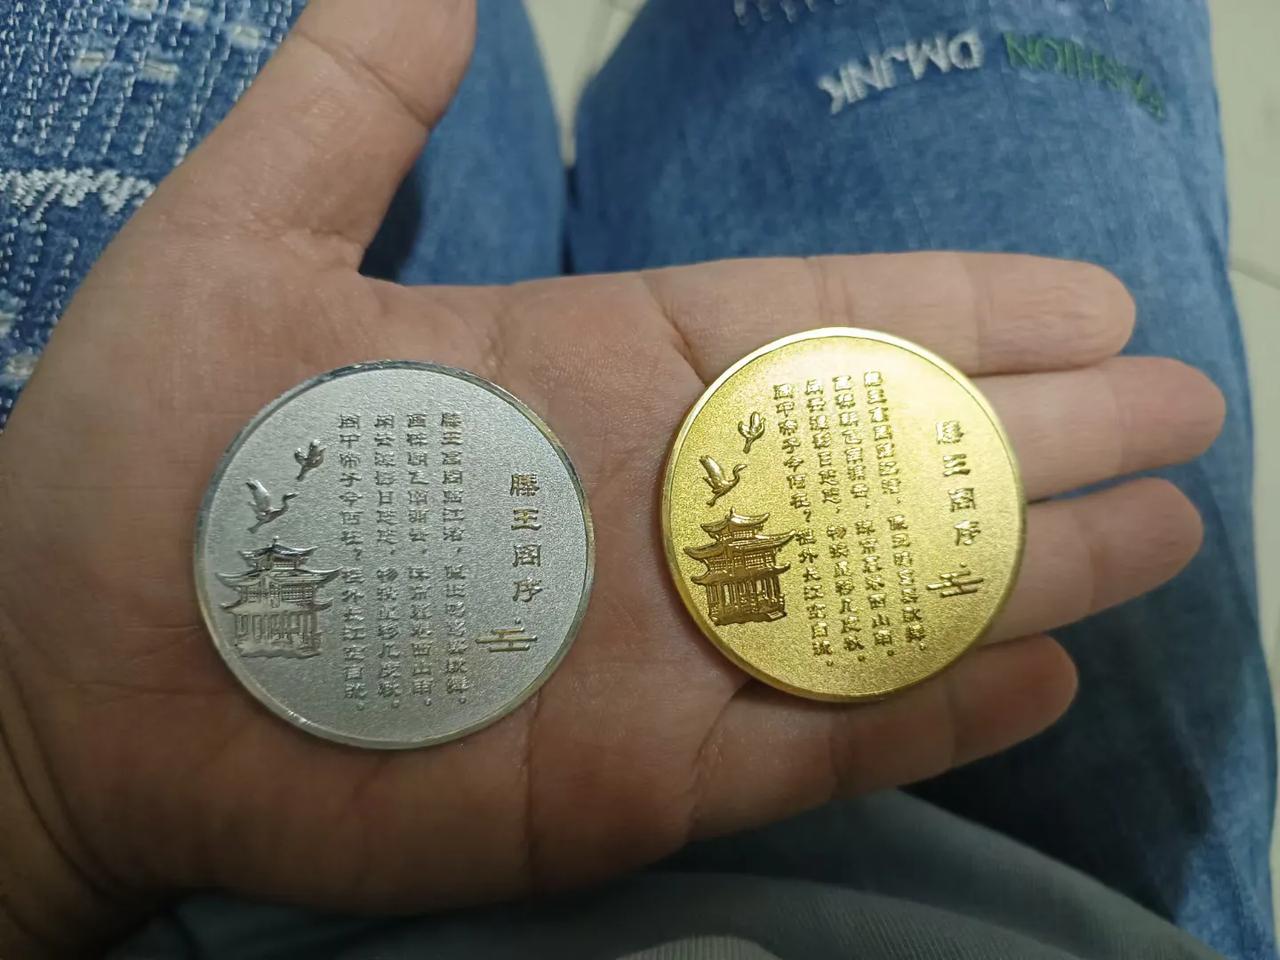 滕王阁序
滕王高阁临江渚，佩玉鸣鸾罢歌舞。
画栋朝飞南浦云，珠帘暮卷西山雨。
闲云潭影日悠悠，物换星移几度秋。
阁中帝子今何在？槛外长江空自流。
滕王阁序
滕王高阁临江渚，佩玉鸣鸾罢歌舞。
画栋朝飞南浦云，珠帘暮卷西山雨。
闲云潭影日悠悠，物换星移几度秋。
阁中帝子今何在？槛外长江空自流。
FASHION
DMJNK